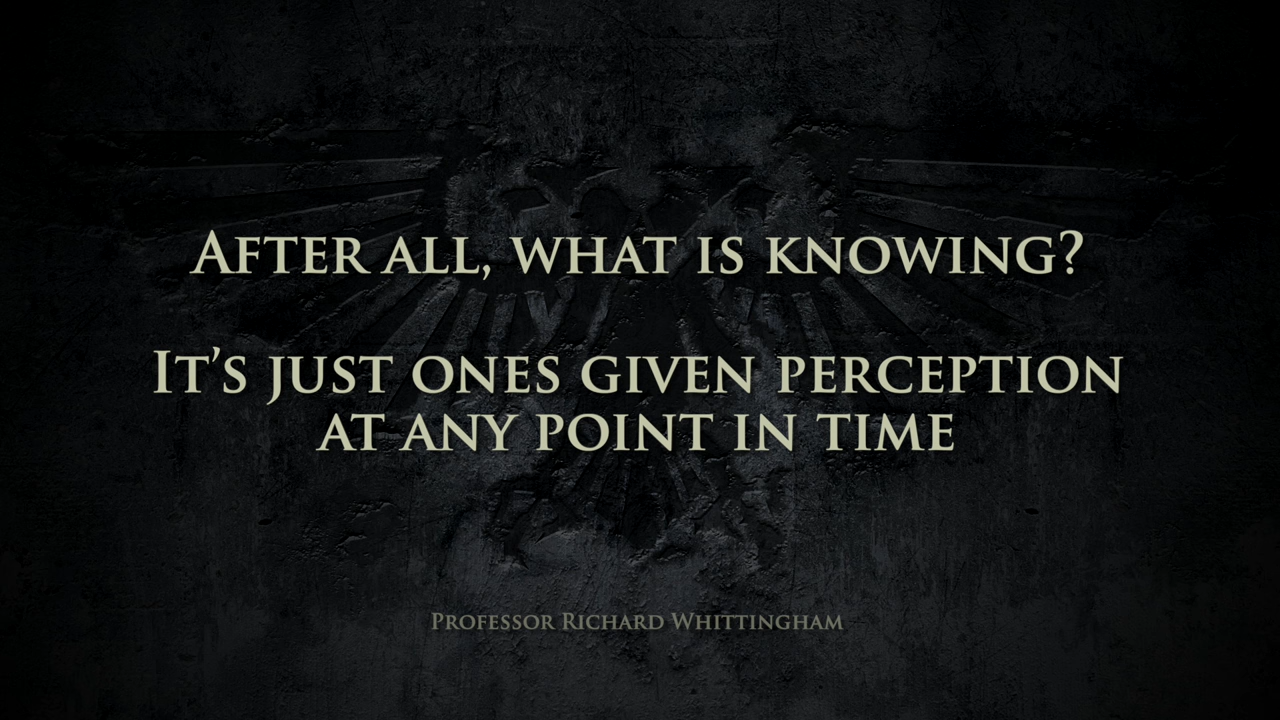 After all, what is knowing?
It's just ones given perception
at any point in time
Professor Richard Whittingham